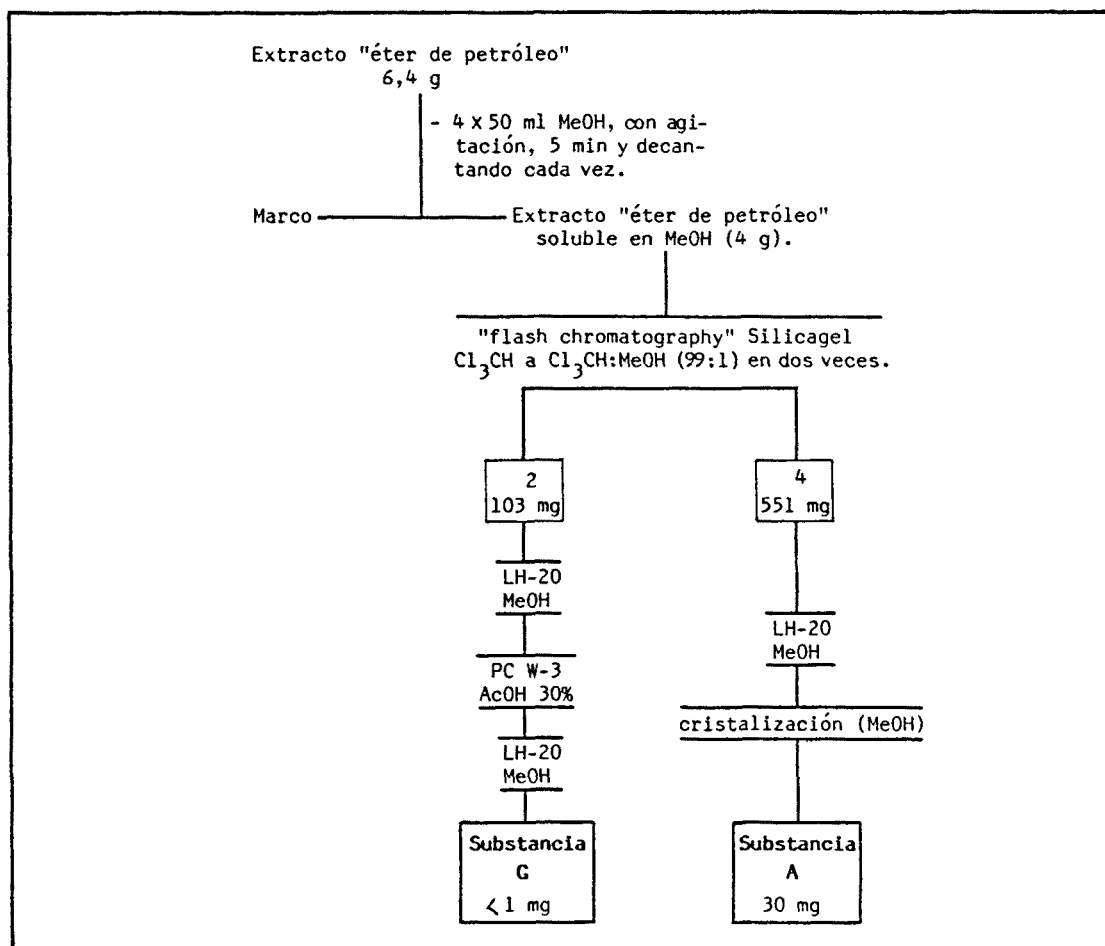 Extracto "éter de petróleo"
6,4 g
- 4 x 50 ml MeOH, con agi-
tación, 5 min y decan-
tando cada vez.
Marco
Extracto "éter de petróleo"
soluble en MeOH (4 g).
"flash chromatography" Silicagel
Cl₃CH a Cl₃CH:MeOH (99:1) en dos veces.
2
103 mg
LH-20
MeOH
PC W-3
AcOH 30%
LH-20
MeOH
Substancia
G
< 1 mg
4
551 mg
LH-20
MeOH
cristalización (MeOH)
Substancia
A
30 mg